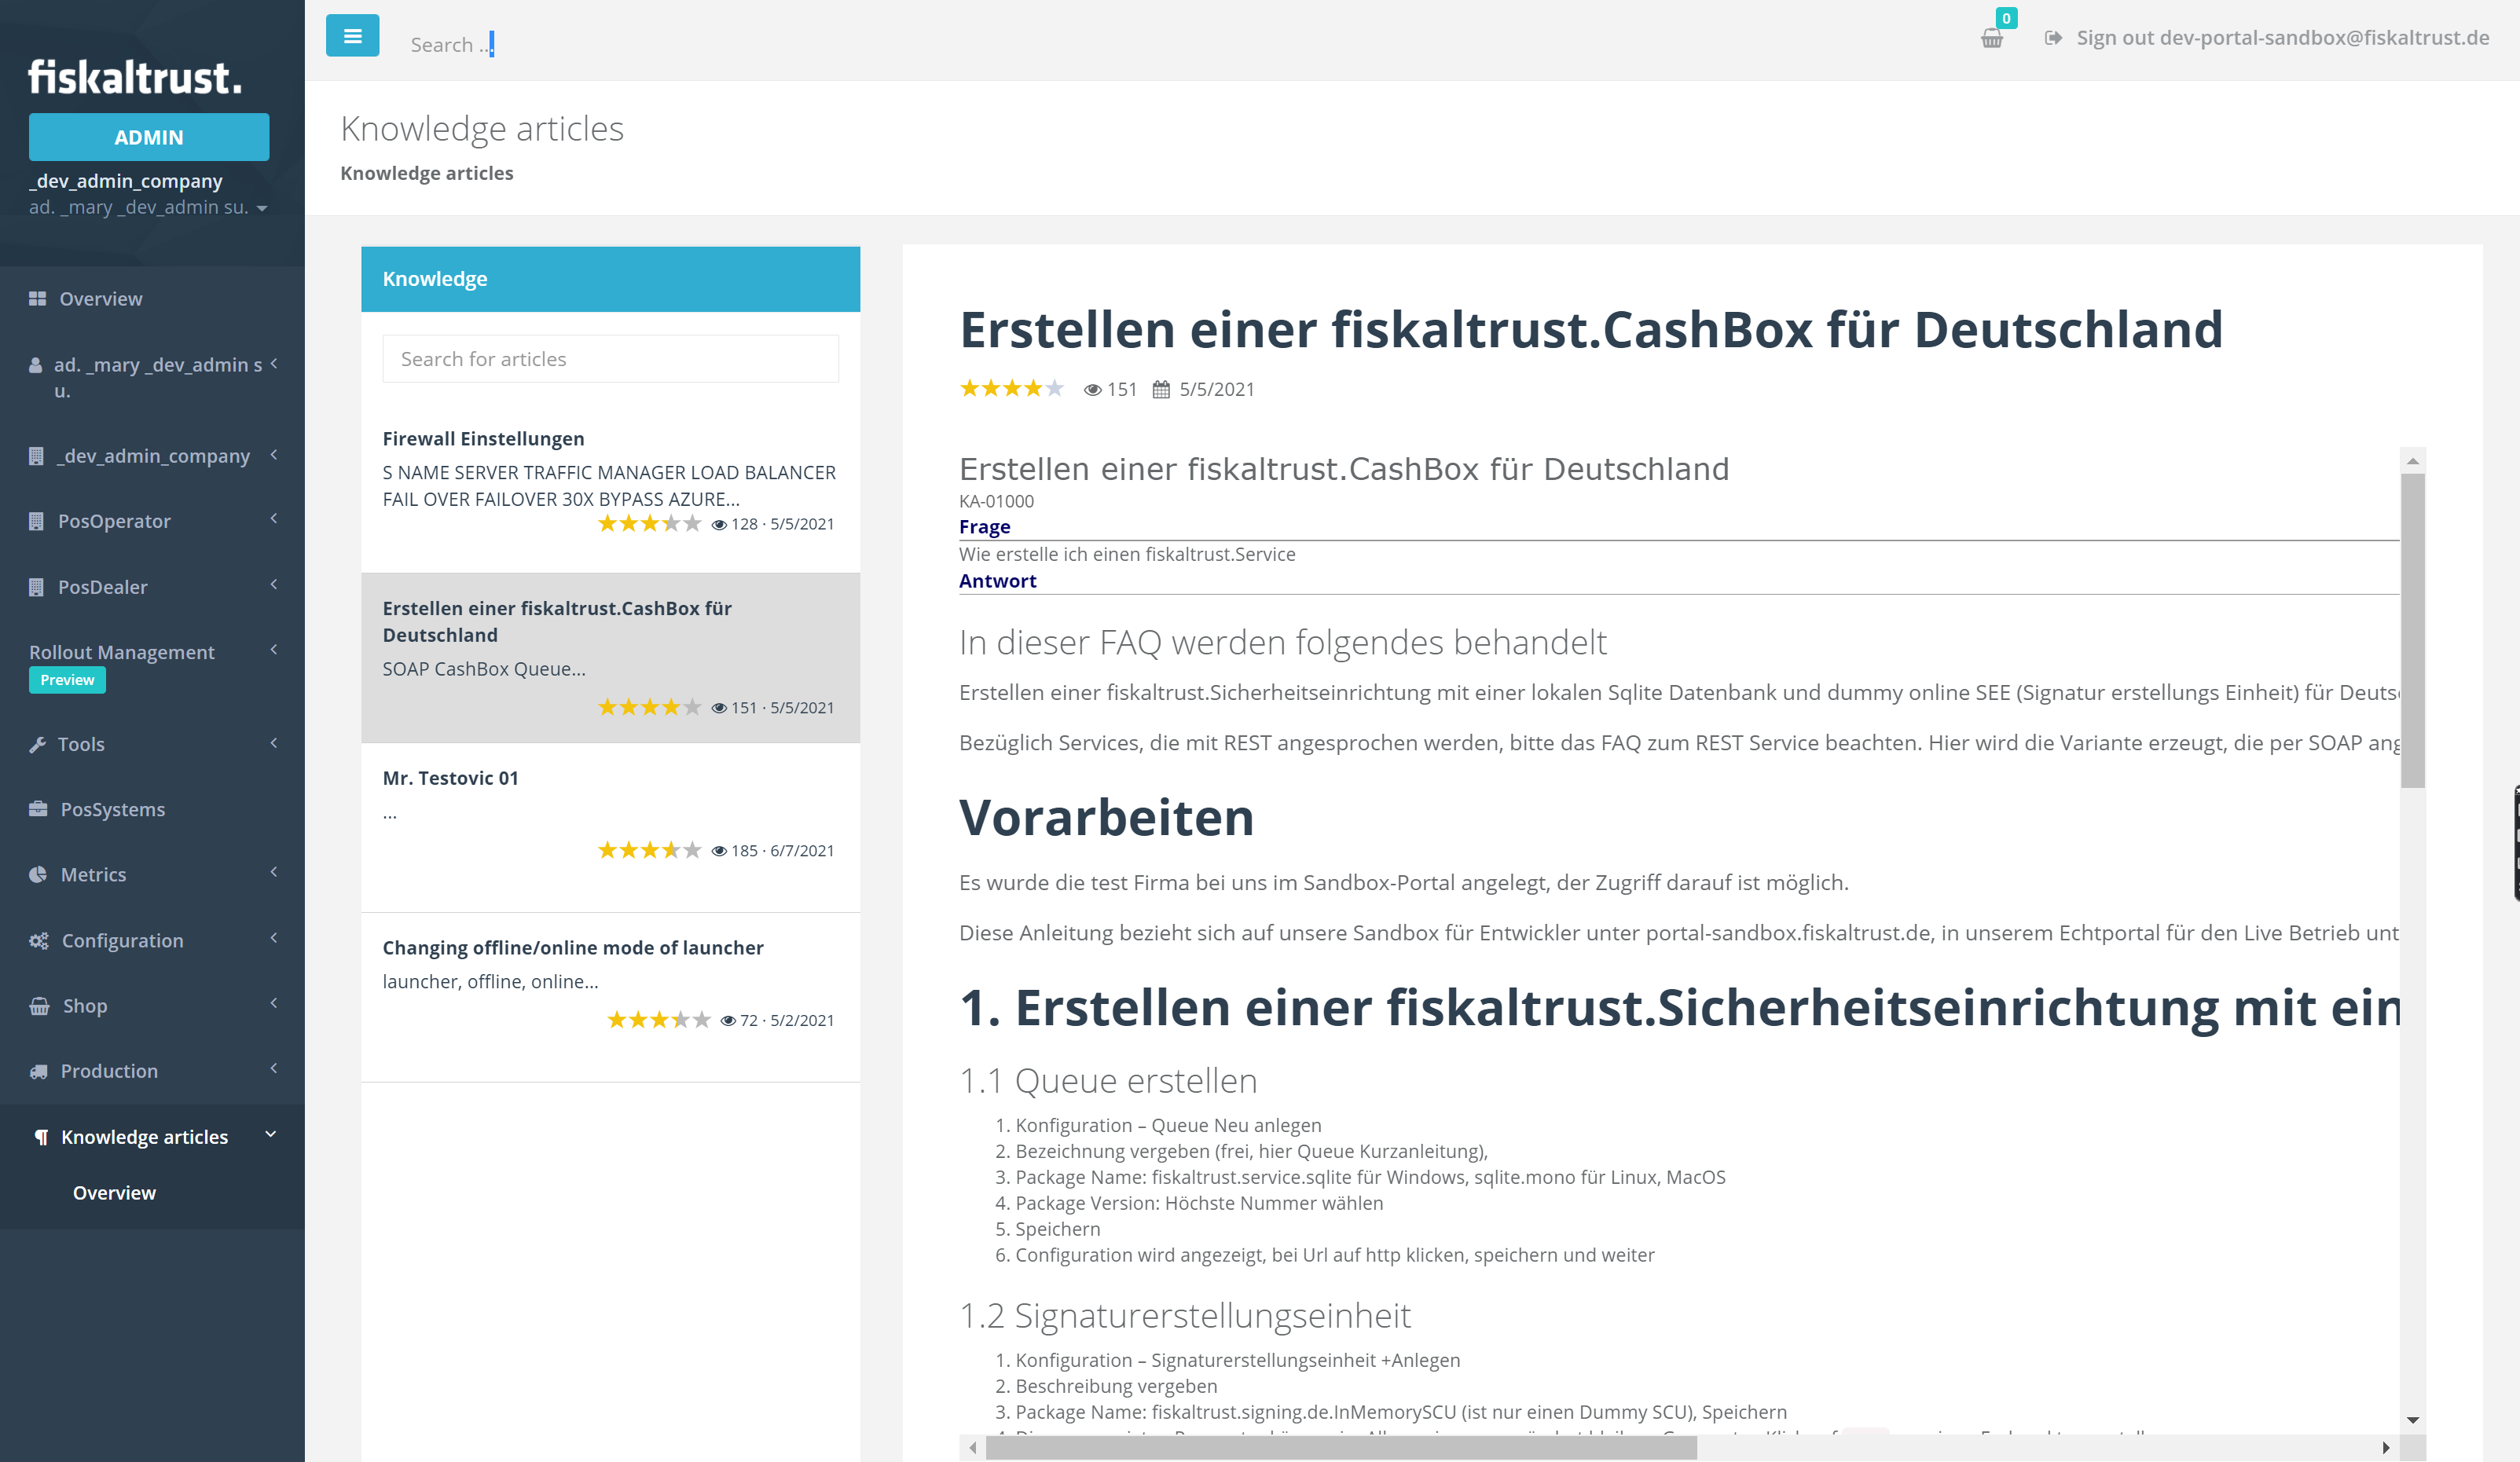 fiskaltrust.
ADMIN
_dev_admin_company
ad. _mary _dev_admin su.
Overview
ad. _mary _dev_admin s
u.
_dev_admin_company
PosOperator
PosDealer
Rollout Management
Preview
Tools
PosSystems
Metrics
Configuration
Shop
Production
Knowledge articles
Overview
Search ...
0
Sign out dev-portal-sandbox@fiskaltrust.de
Knowledge articles
Knowledge articles
Knowledge
Search for articles
Firewall Einstellungen
S NAME SERVER TRAFFIC MANAGER LOAD BALANCER
FAIL OVER FAILOVER 30X BYPASS AZURE...
128 · 5/5/2021
Erstellen einer fiskaltrust.CashBox für
Deutschland
SOAP CashBox Queue...
151 · 5/5/2021
Mr. Testovic 01
...
185 · 6/7/2021
Changing offline/online mode of launcher
launcher, offline, online...
72 · 5/2/2021
Erstellen einer fiskaltrust.CashBox für Deutschland
151 5/5/2021
Erstellen einer fiskaltrust.CashBox für Deutschland
KA-01000
Frage
Wie erstelle ich einen fiskaltrust.Service
Antwort
In dieser FAQ werden folgendes behandelt
Erstellen einer fiskaltrust.Sicherheitseinrichtung mit einer lokalen Sqlite Datenbank und dummy online SEE (Signatur erstellungs Einheit) für Deuts
Bezüglich Services, die mit REST angesprochen werden, bitte das FAQ zum REST Service beachten. Hier wird die Variante erzeugt, die per SOAP ang
Vorarbeiten
Es wurde die test Firma bei uns im Sandbox-Portal angelegt, der Zugriff darauf ist möglich.
Diese Anleitung bezieht sich auf unsere Sandbox für Entwickler unter portal-sandbox.fiskaltrust.de, in unserem Echtportal für den Live Betrieb unt
1. Erstellen einer fiskaltrust.Sicherheitseinrichtung mit ein
1.1 Queue erstellen
1. Konfiguration – Queue Neu anlegen
2. Bezeichnung vergeben (frei, hier Queue Kurzanleitung),
3. Package Name: fiskaltrust.service.sqlite für Windows, sqlite.mono für Linux, MacOS
4. Package Version: Höchste Nummer wählen
5. Speichern
6. Configuration wird angezeigt, bei Url auf http klicken, speichern und weiter
1.2 Signaturerstellungseinheit
1. Konfiguration – Signaturerstellungseinheit +Anlegen
2. Beschreibung vergeben
3. Package Name: fiskaltrust.signing.de.InMemorySCU (ist nur einen Dummy SCU), Speichern